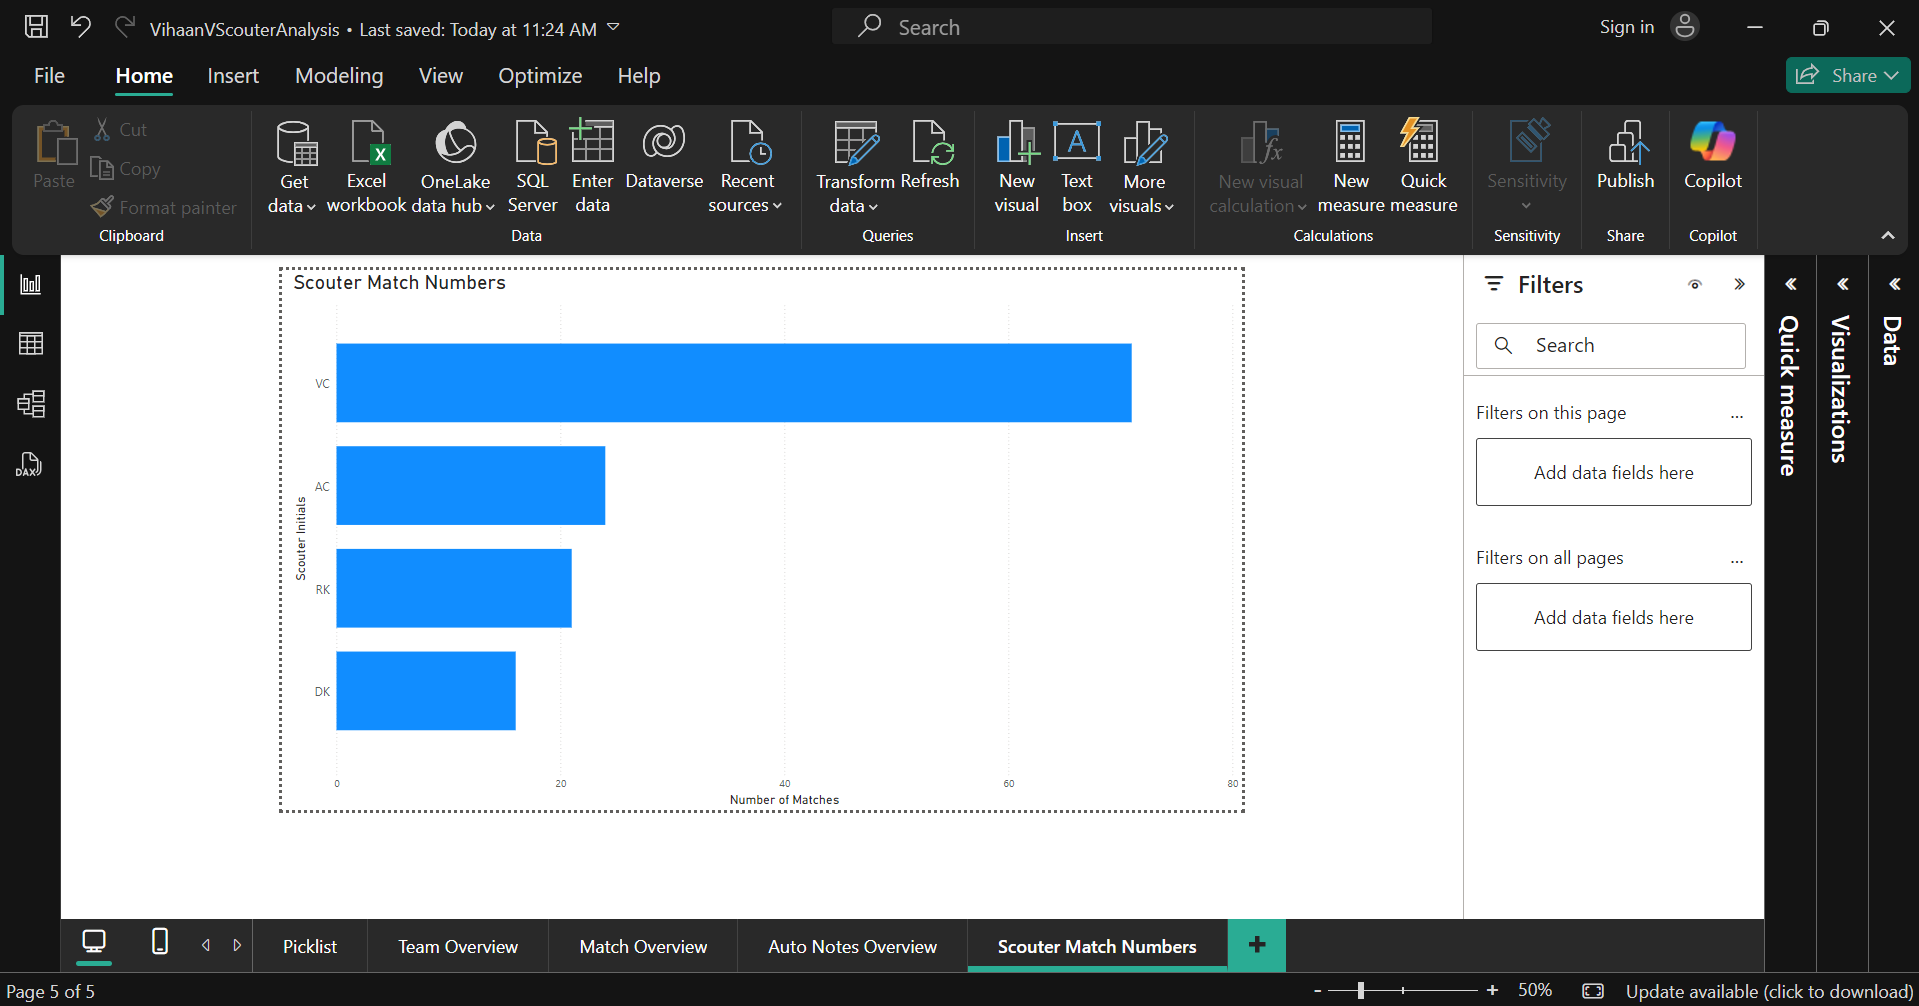 VihaanVScouterAnalysis • Last saved: Today at 11:24 AM
Search
Sign in
File Home Insert Modeling View Optimize Help
Share
Paste
Cut
Copy
Format painter
Clipboard
Get data
Excel workbook
OneLake data hub
SQL Server
Enter data
Dataverse
Recent sources
Data
Transform data
Refresh
Queries
New visual
Text box
More visuals
Insert
New visual calculation
New measure
Quick measure
Calculations
Sensitivity
Sensitivity
Publish
Share
Copilot
Copilot
DAX
Scouter Match Numbers
Scouter Initials
VC
AC
RK
DK
0 20 40 60 80
Number of Matches
Filters
Search
Filters on this page ...
Add data fields here
Filters on all pages ...
Add data fields here
Quick measure
Visualizations
Data
Picklist
Team Overview
Match Overview
Auto Notes Overview
Scouter Match Numbers
+
Page 5 of 5
- + 50%
Update available (click to download)